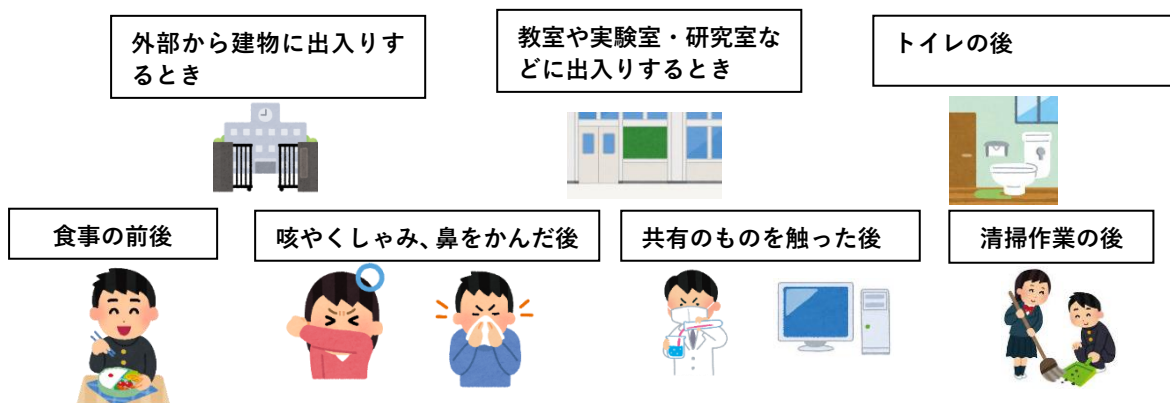 外部から建物に出入りす
るとき
教室や実験室・研究室な
どに出入りするとき
トイレの後
食事の前後
咳やくしゃみ、鼻をかんだ後
共有のものを触った後
清掃作業の後